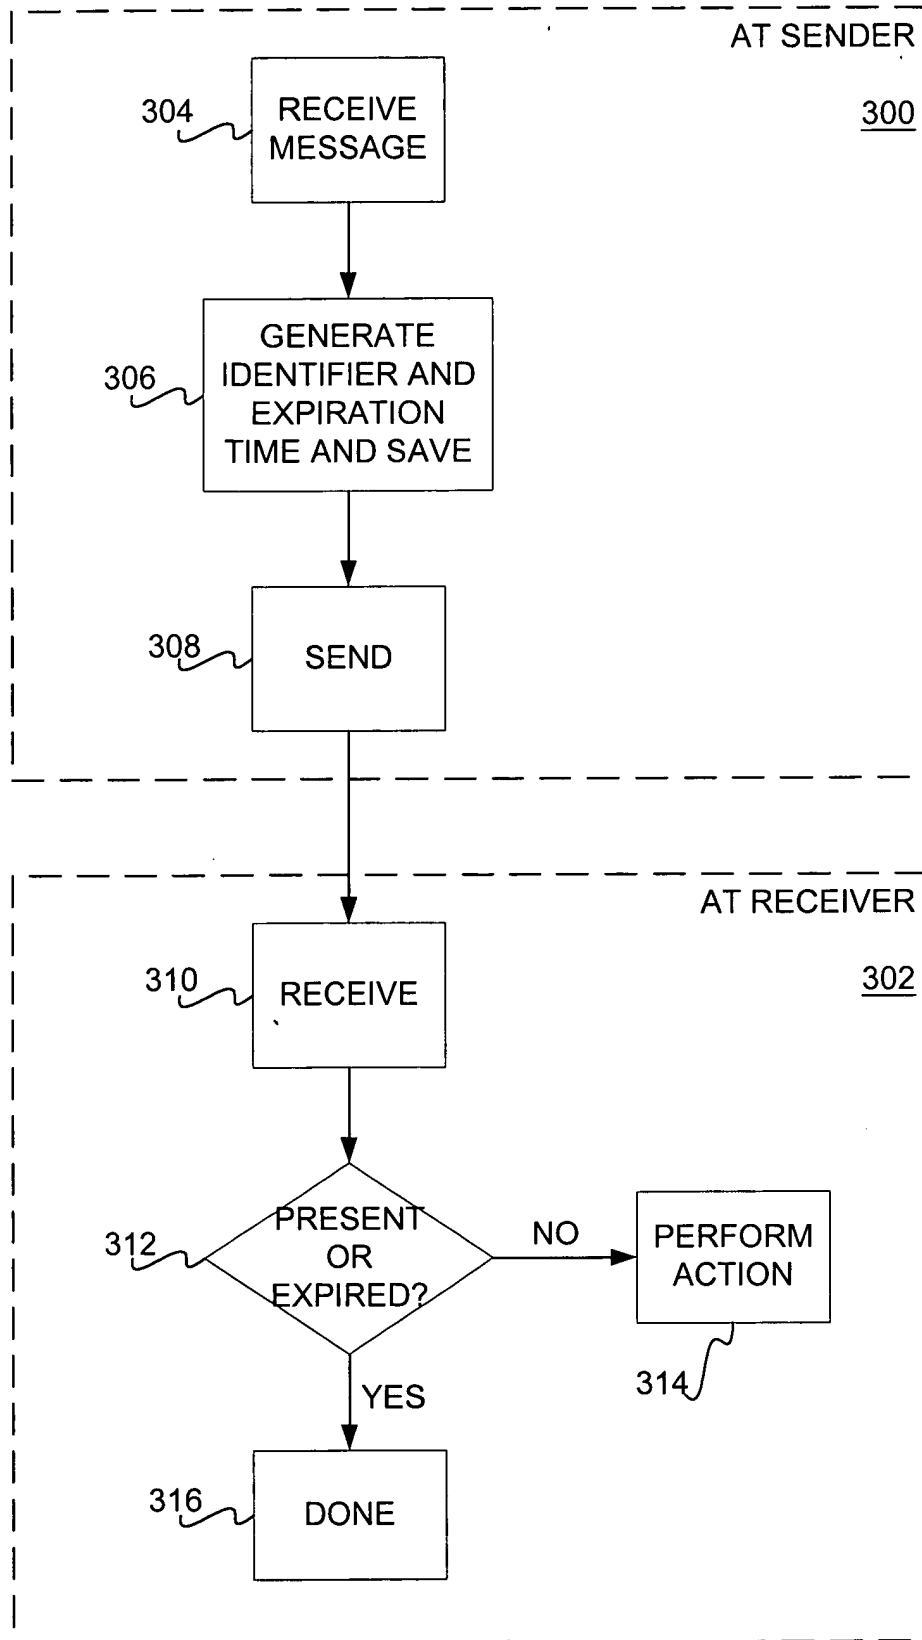 AT SENDER
300
304
RECEIVE
MESSAGE
306
GENERATE
IDENTIFIER AND
EXPIRATION
TIME AND SAVE
308
SEND
AT RECEIVER
302
310
RECEIVE
312
PRESENT
OR
EXPIRED?
NO
PERFORM
ACTION
314
YES
316
DONE